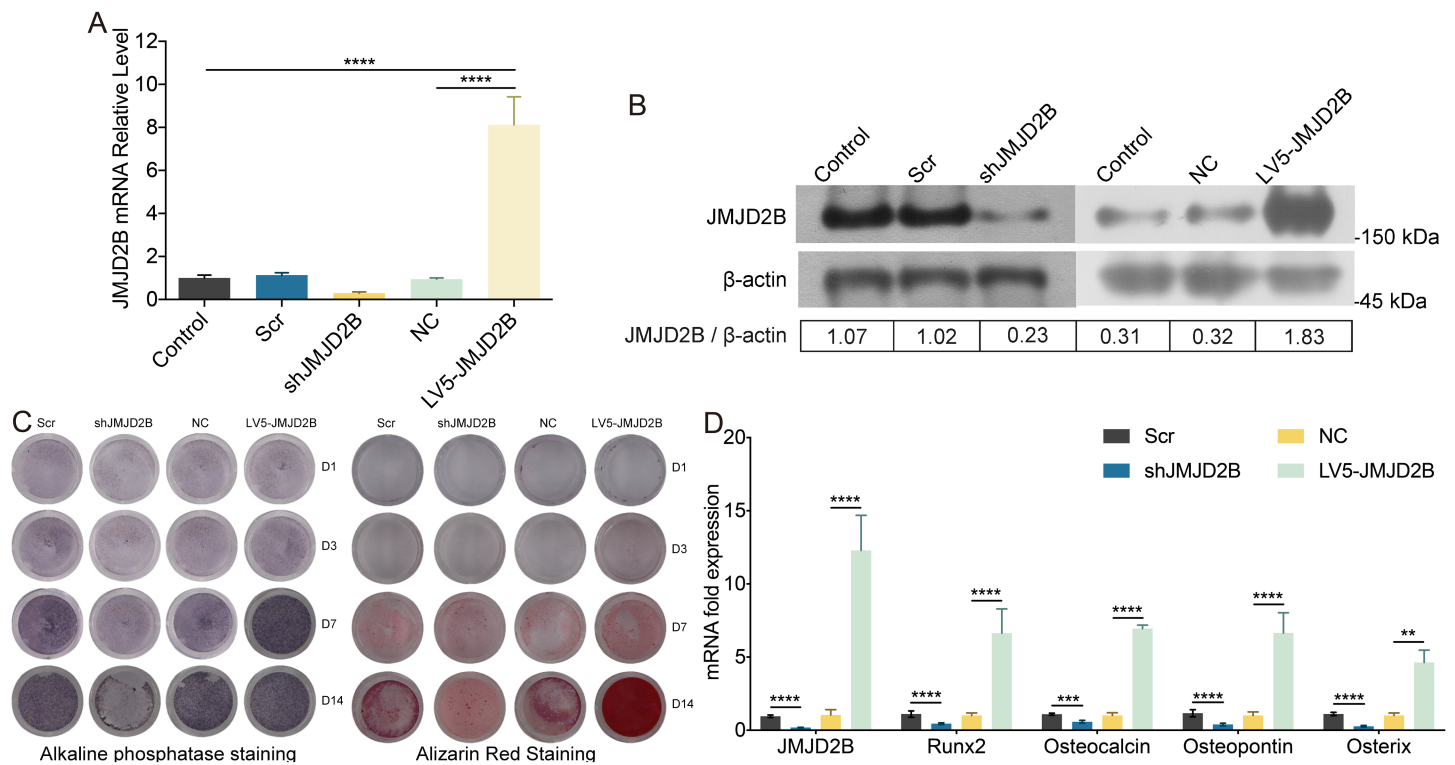 A
JMJD2B mRNA Relative Level
12
10
8
6
4
2
0
****
****
Control
Scr
shJMJD2B
NC
LV5-JMJD2B
B
Control
Scr
shJMJD2B
Control
NC
LV5-JMJD2B
JMJD2B
-150 kDa
β-actin
-45 kDa
JMJD2B / β-actin 1.07 1.02 0.23 0.31 0.32 1.83
C
Scr shJMJD2B NC LV5-JMJD2B
D1
D3
D7
D14
Alkaline phosphatase staining
Scr shJMJD2B NC LV5-JMJD2B
D1
D3
D7
D14
Alizarin Red Staining
D
mRNA fold expression
20
15
10
5
0
Scr
shJMJD2B
NC
LV5-JMJD2B
**** ****
**** ****
*** ****
**** ****
**** **
JMJD2B Runx2 Osteocalcin Osteopontin Osterix